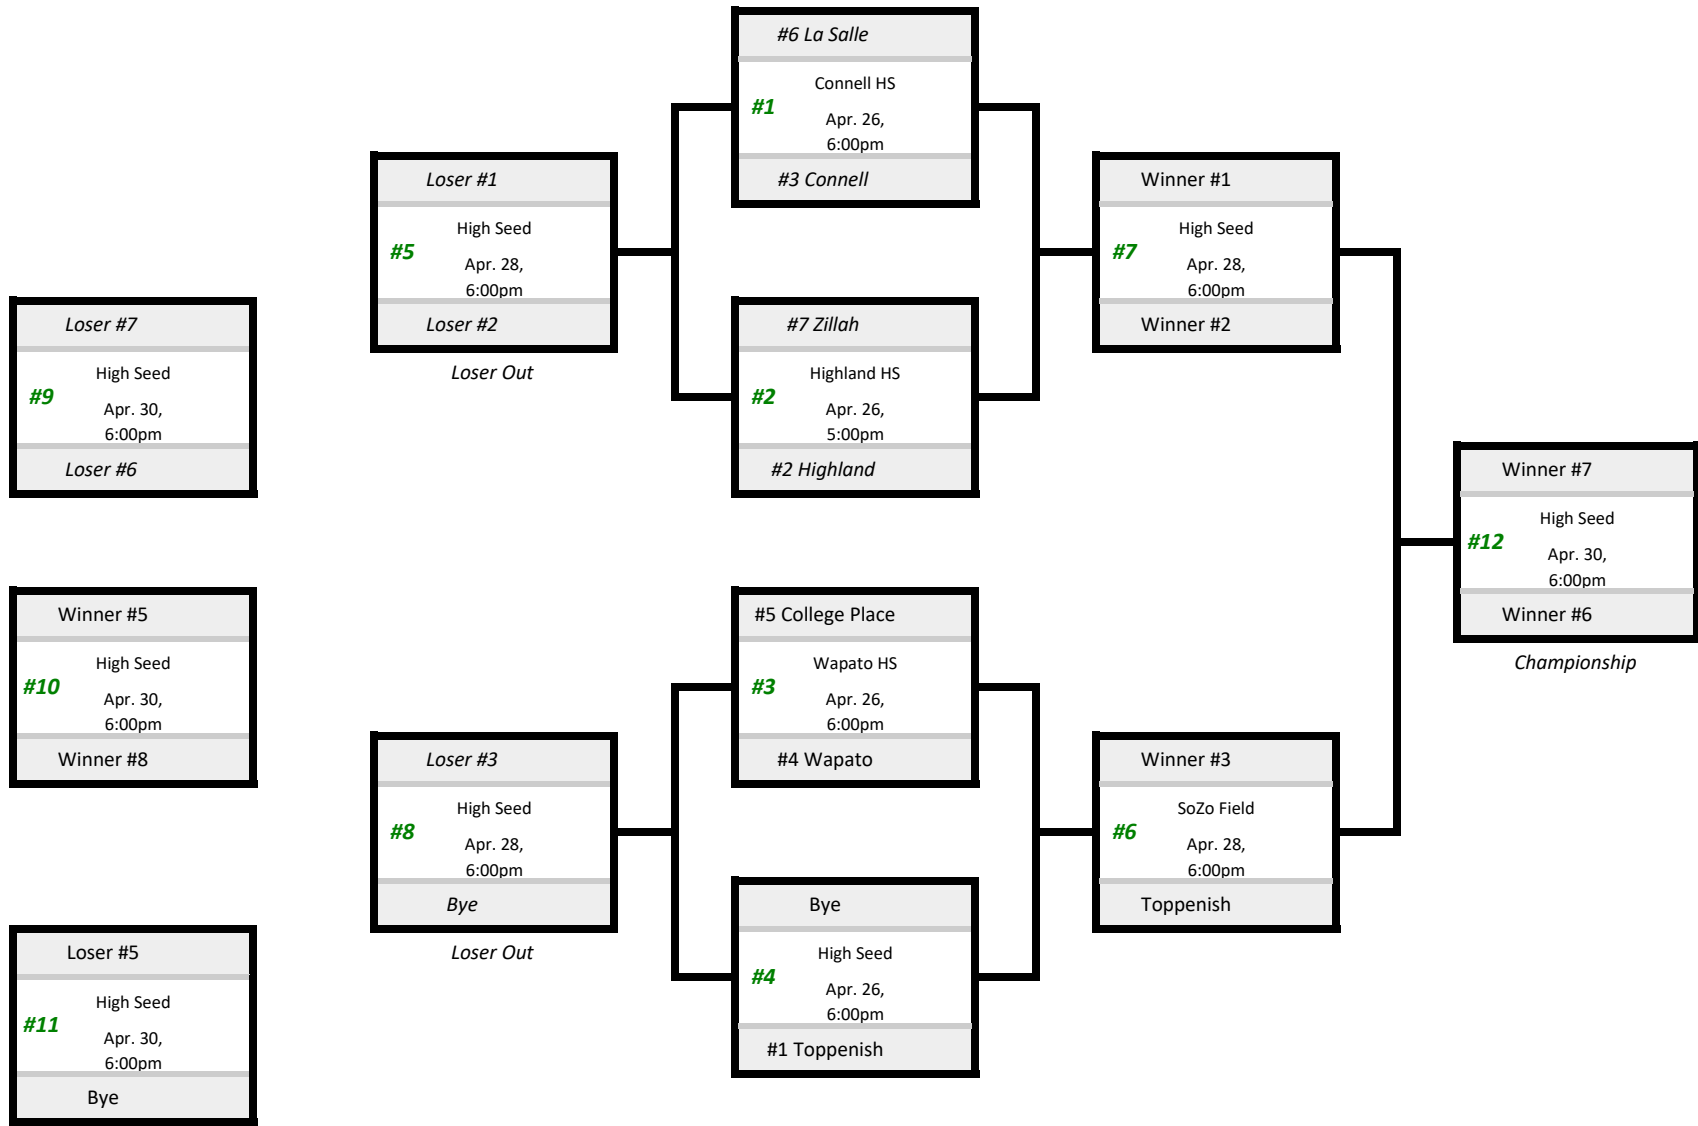 #6 La Salle
Connell HS
#1
Apr. 26,
6:00pm
#3 Connell
Loser #1
High Seed
#5
Apr. 28,
6:00pm
Loser #2
Loser Out
Winner #1
High Seed
#7
Apr. 28,
6:00pm
Winner #2
Loser #7
High Seed
#9
Apr. 30,
6:00pm
Loser #6
#7 Zillah
Highland HS
#2
Apr. 26,
5:00pm
#2 Highland
Winner #7
High Seed
#12
Apr. 30,
6:00pm
Winner #6
Championship
Winner #5
High Seed
#10
Apr. 30,
6:00pm
Winner #8
#5 College Place
Wapato HS
#3
Apr. 26,
6:00pm
#4 Wapato
Loser #3
High Seed
#8
Apr. 28,
6:00pm
Bye
Loser Out
Winner #3
SoZo Field
#6
Apr. 28,
6:00pm
Toppenish
Bye
High Seed
#4
Apr. 26,
6:00pm
#1 Toppenish
Loser #5
High Seed
#11
Apr. 30,
6:00pm
Bye